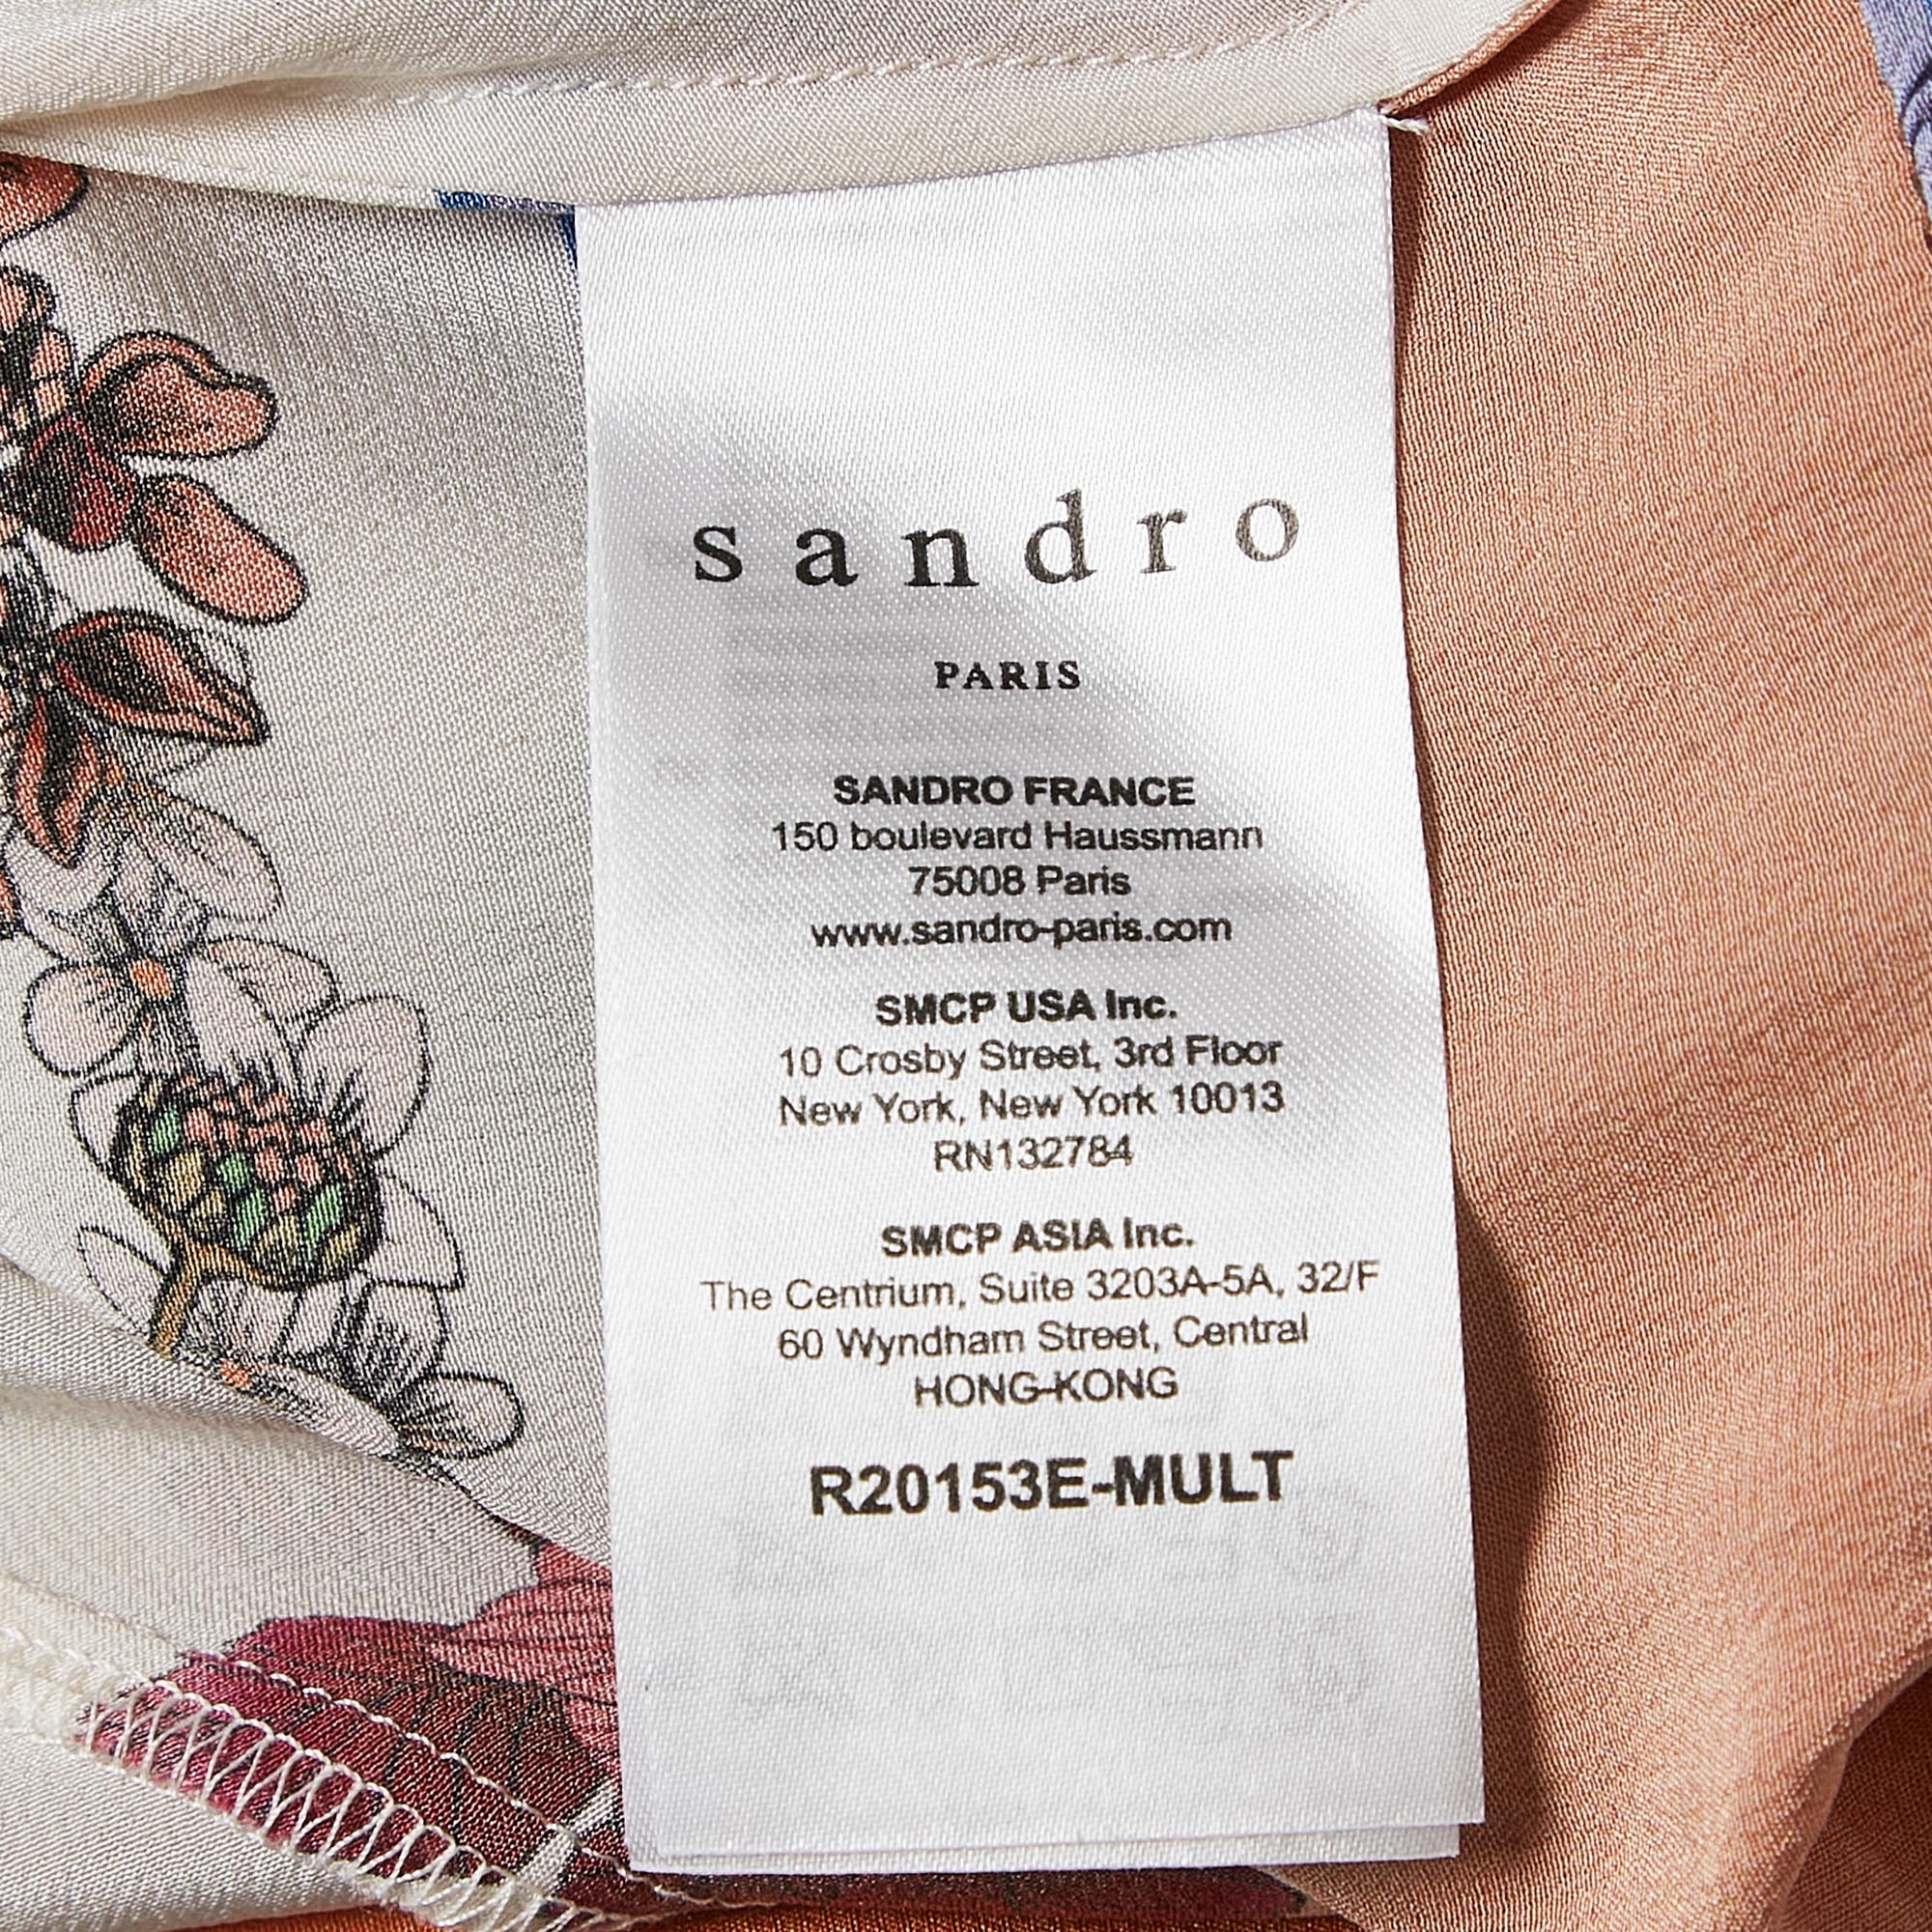 sandro
PARIS
SANDRO FRANCE
150 boulevard Haussmann
75008 Paris
www.sandro-paris.com
SMCP USA Inc.
10 Crosby Street, 3rd Floor
New York, New York 10013
RN132784
SMCP ASIA Inc.
The Centrium, Suite 3203A-5A, 32/F
60 Wyndham Street, Central
HONG-KONG
R20153E-MULT